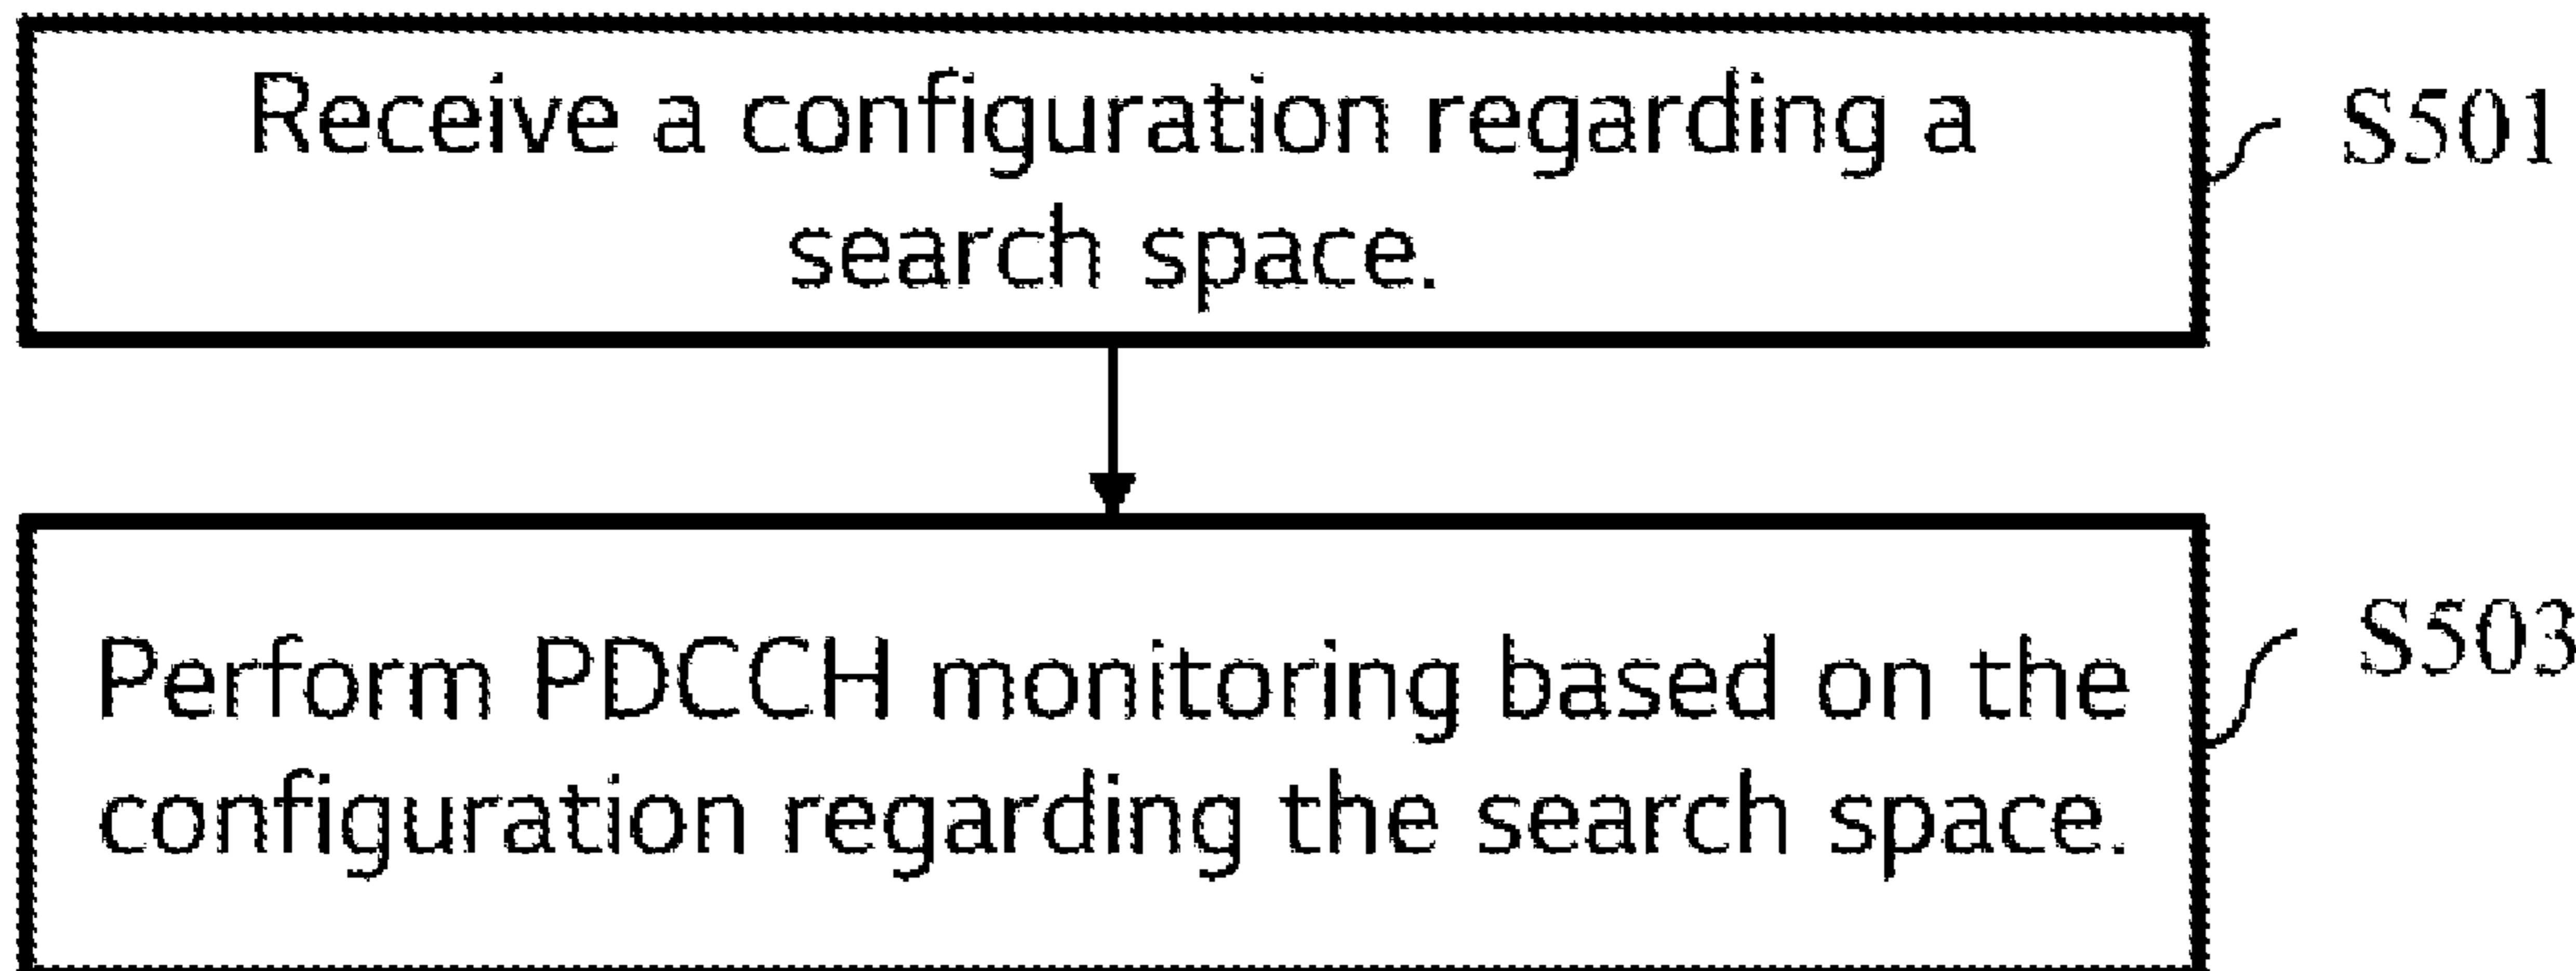 Receive a configuration regarding a
search space.
S501
Perform PDCCH monitoring based on the
configuration regarding the search space.
S503